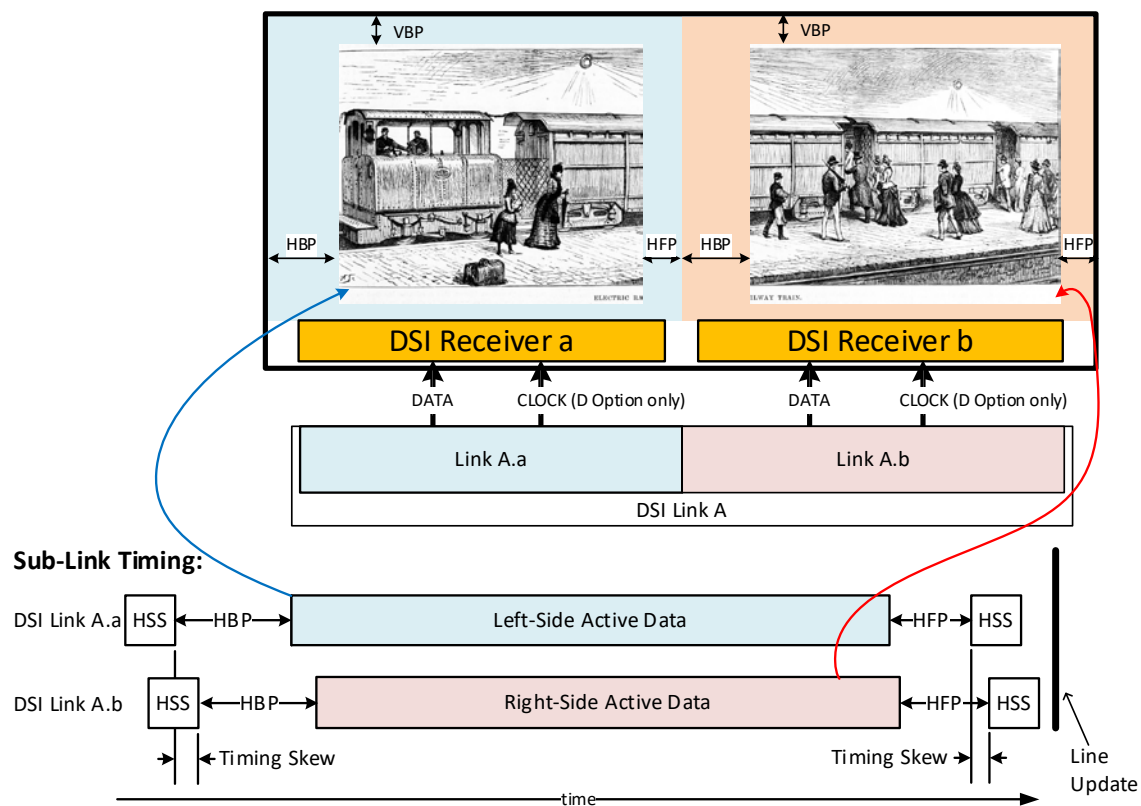 VBP
VBP
HBP
HFP
HBP
HFP
ELECTRIC RA
ILWAY TRAIN.
DSI Receiver a
DSI Receiver b
DATA
CLOCK (D Option only)
DATA
CLOCK (D Option only)
Link A.a
Link A.b
DSI Link A
Sub-Link Timing:
DSI Link A.a
HSS
HBP
Left-Side Active Data
HFP
HSS
DSI Link A.b
HSS
HBP
Right-Side Active Data
HFP
HSS
Timing Skew
Timing Skew
Line
Update
time